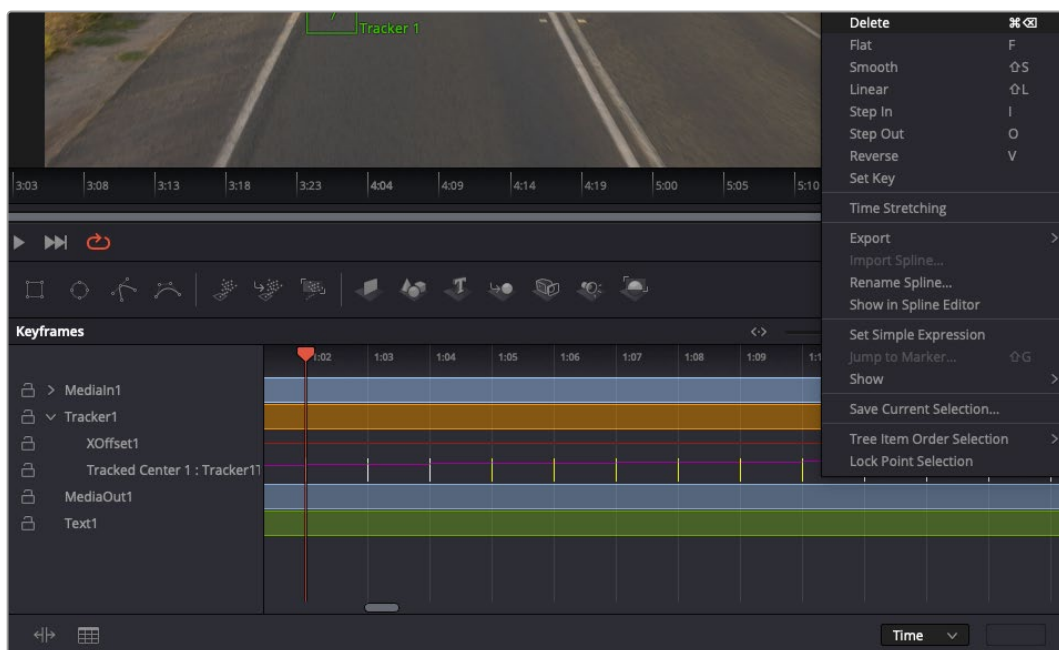 Tracker 1
Delete ⌘⌫
Flat F
Smooth ⇧S
Linear ⇧L
Step In I
Step Out O
Reverse V
Set Key
Time Stretching
Export
Import Spline...
Rename Spline...
Show in Spline Editor
Set Simple Expression
Jump to Marker... ⇧G
Show
Save Current Selection...
Tree Item Order Selection
Lock Point Selection
3:03 3:08 3:13 3:18 3:23 4:04 4:09 4:14 4:19 5:00 5:05 5:10
Keyframes
1:02 1:03 1:04 1:05 1:06 1:07 1:08 1:09
MediaIn1
Tracker1
XOffset1
Tracked Center 1 : Tracker1
MediaOut1
Text1
Time